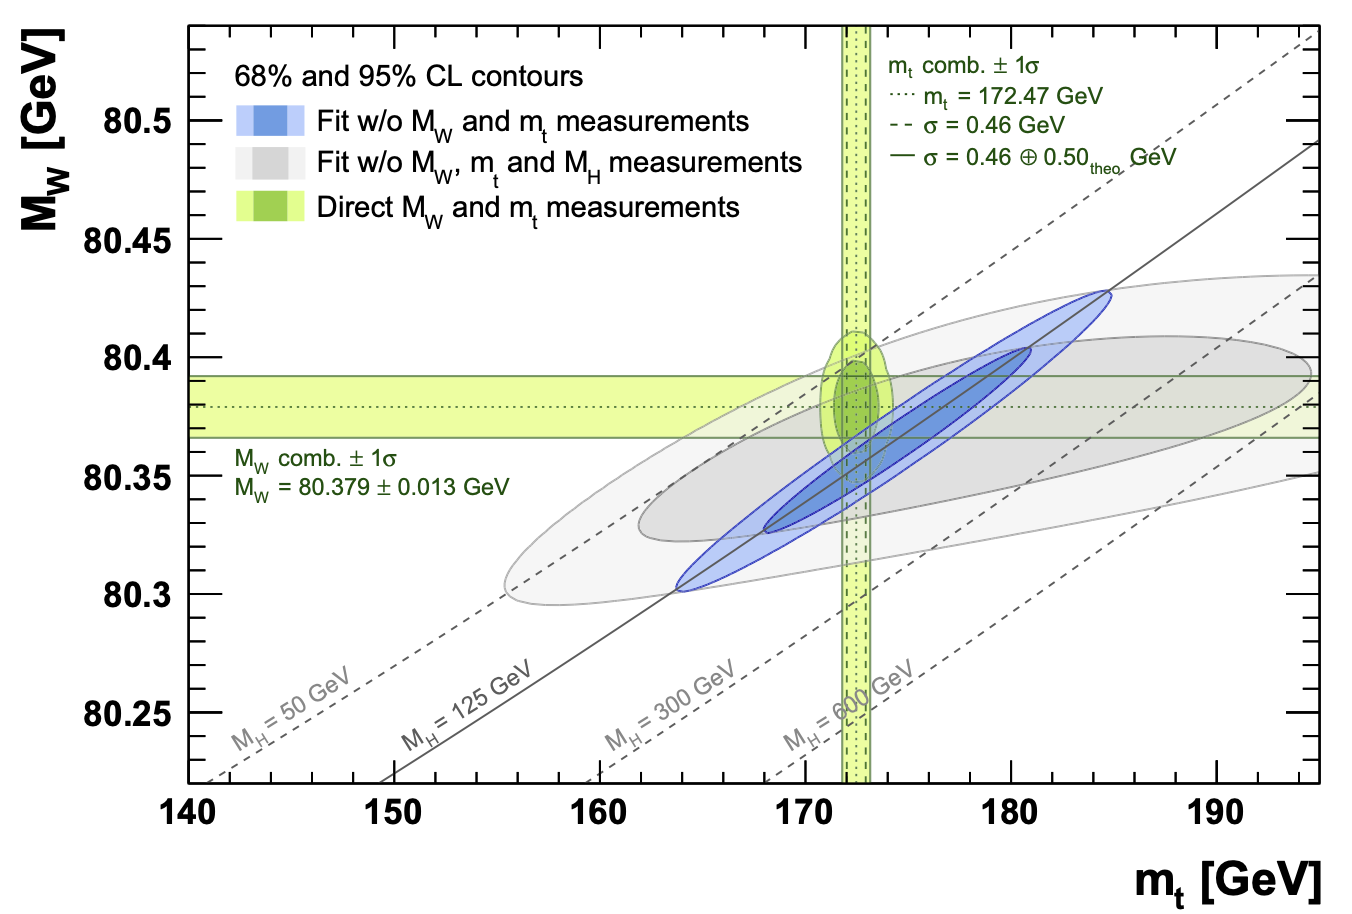 M_W [GeV]
68% and 95% CL contours
Fit w/o M_W and m_t measurements
Fit w/o M_W, m_t and M_H measurements
Direct M_W and m_t measurements
m_t comb. ± 1σ
m_t = 172.47 GeV
σ = 0.46 GeV
σ = 0.46 ⊕ 0.50_theo GeV
80.5
80.45
80.4
80.35
80.3
80.25
M_W comb. ± 1σ
M_W = 80.379 ± 0.013 GeV
M_H = 50 GeV
M_H = 125 GeV
M_H = 300 GeV
M_H = 600 GeV
140 150 160 170 180 190
m_t [GeV]